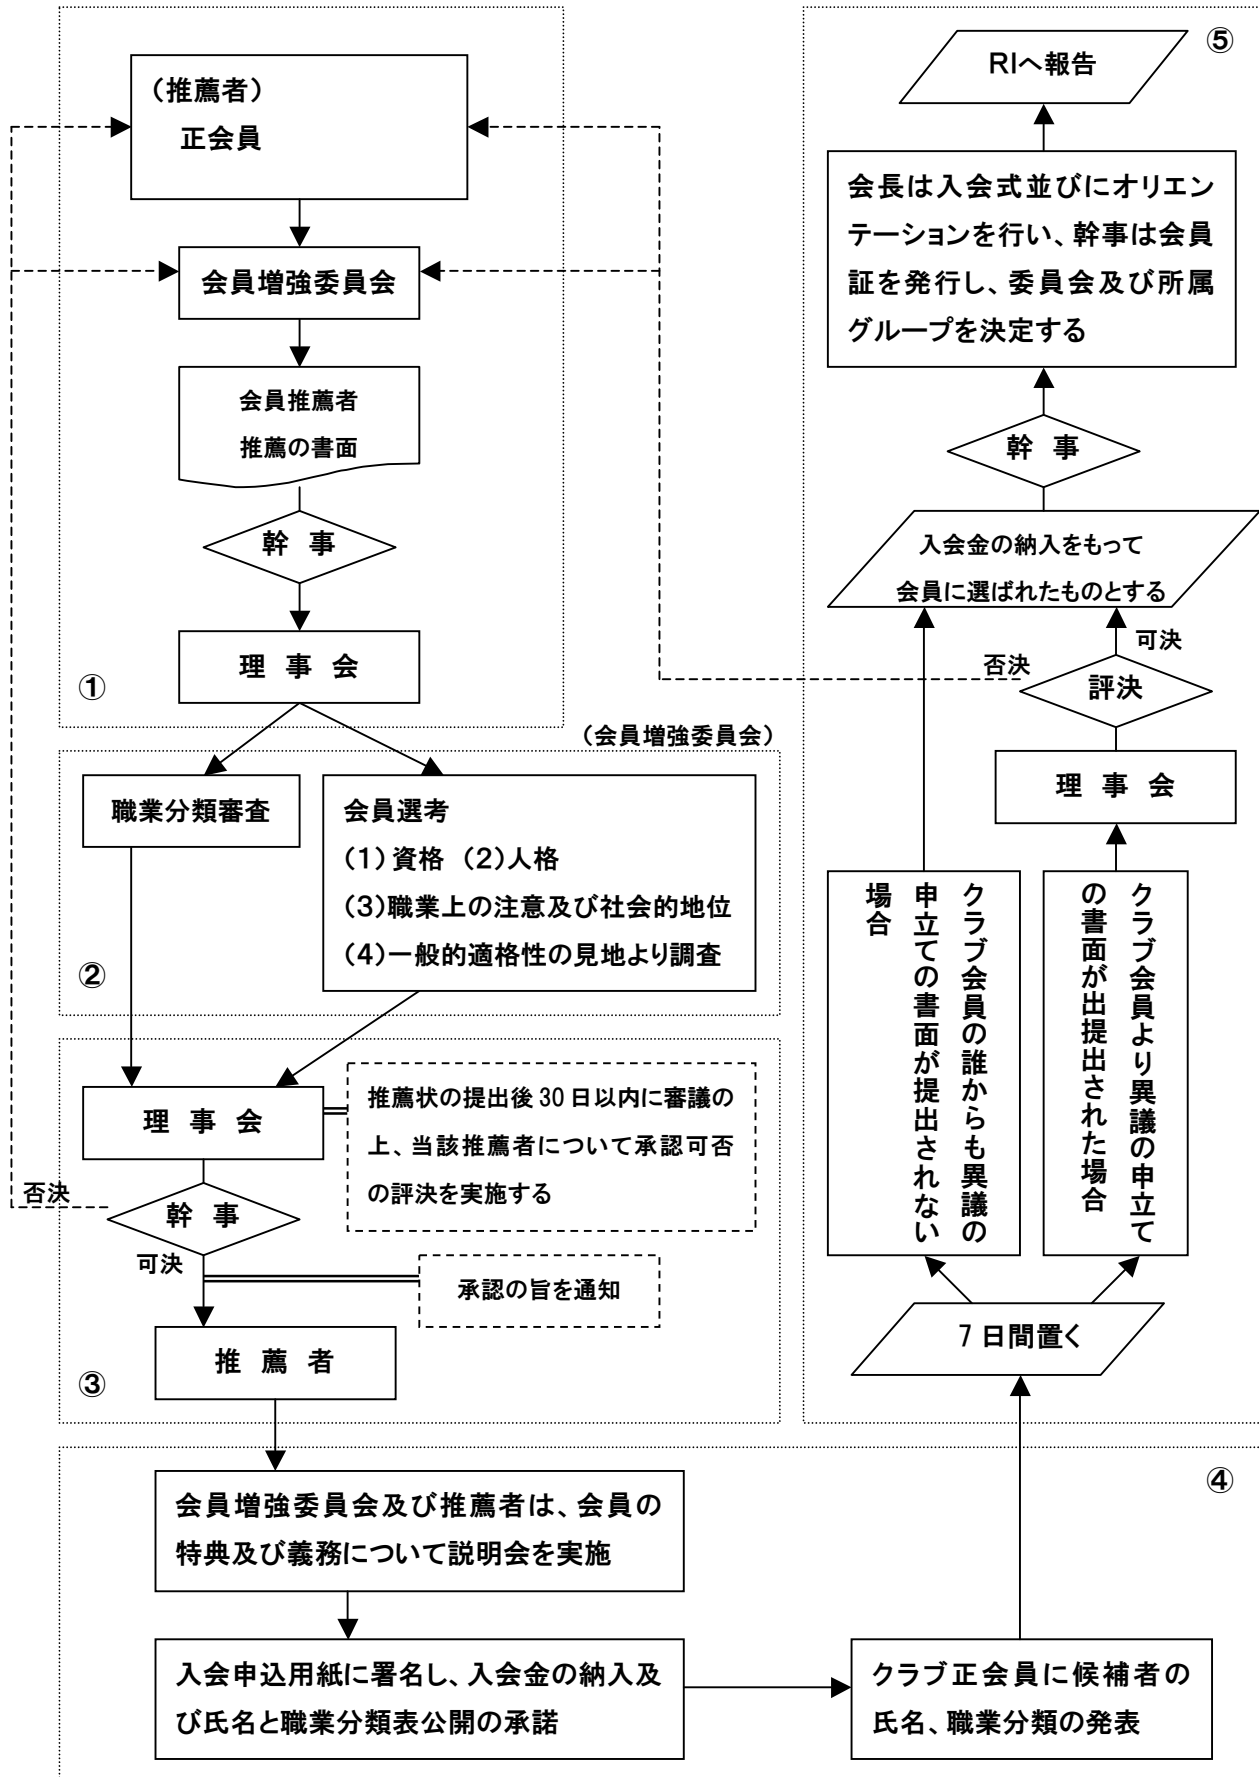 （推薦者）
正会員
会員増強委員会
会員推薦者
推薦の書面
幹 事
理 事 会
①
（会員増強委員会）
職業分類審査
会員選考
（１）資格 （２）人格
（３）職業上の注意及び社会的地位
（４）一般的適格性の見地より調査
②
理 事 会
推薦状の提出後 30 日以内に審議の
上、当該推薦者について承認可否
の評決を実施する
否決
幹 事
可決
承認の旨を通知
推 薦 者
③
④
会員増強委員会及び推薦者は、会員の
特典及び義務について説明会を実施
入会申込用紙に署名し、入会金の納入及
び氏名と職業分類表公開の承諾
クラブ正会員に候補者の
氏名、職業分類の発表
⑤
RIへ報告
会長は入会式並びにオリエン
テーションを行い、幹事は会員
証を発行し、委員会及び所属
グループを決定する
幹 事
入会金の納入をもって
会員に選ばれたものとする
可決
否決
評決
理 事 会
クラブ会員の誰からも異議の
申立ての書面が提出されない
場合
クラブ会員より異議の申立て
の書面が出提出された場合
７日間置く